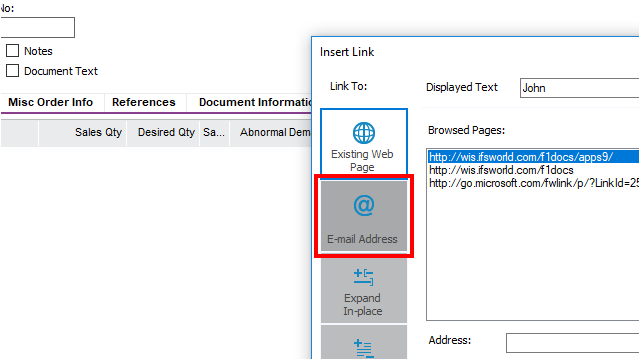 No:
Notes
Document Text
Misc Order Info References Document Informatio
Sales Qty Desired Qty Sa... Abnormal Dema
Insert Link
Link To:
Displayed Text John
Existing Web
Page
@
E-mail Address
Expand
In-place
Browsed Pages:
http://wis.ifsworld.com/f1docs/apps9/
http://wis.ifsworld.com/f1docs
http://go.microsoft.com/fwlink/p/?LinkId=25
Address: